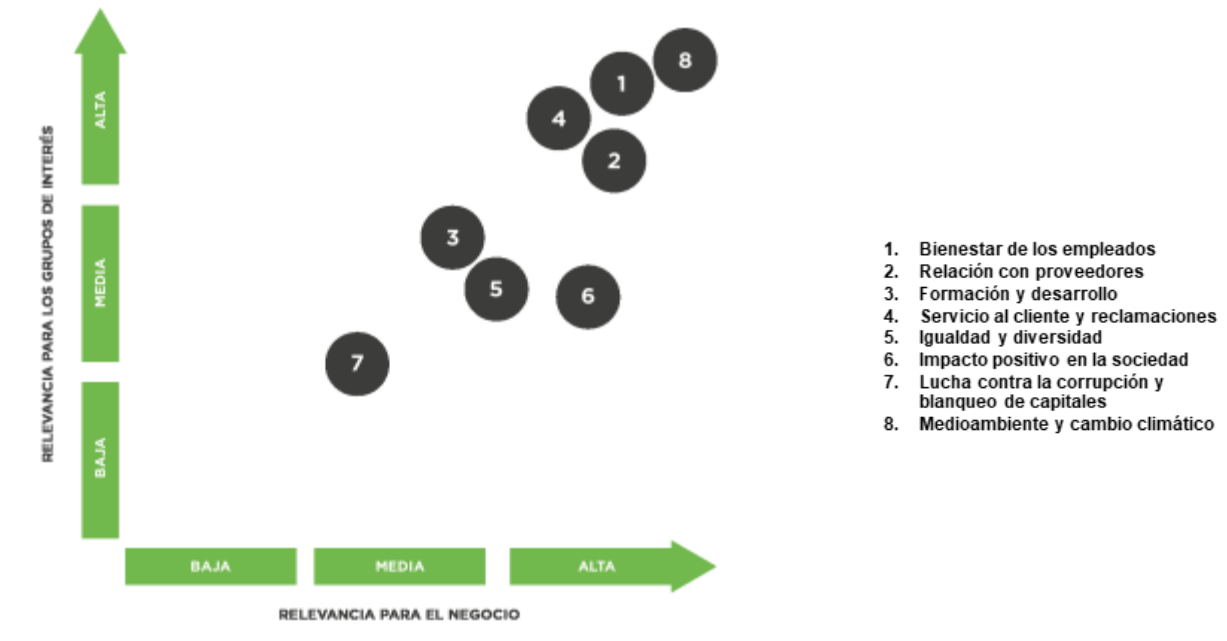 RELEVANCIA PARA LOS GRUPOS DE INTERÉS
ALTA
MEDIA
BAJA
8
1
4
2
3
5
6
7
BAJA
MEDIA
ALTA
RELEVANCIA PARA EL NEGOCIO
1. Bienestar de los empleados
2. Relación con proveedores
3. Formación y desarrollo
4. Servicio al cliente y reclamaciones
5. Igualdad y diversidad
6. Impacto positivo en la sociedad
7. Lucha contra la corrupción y
blanqueo de capitales
8. Medioambiente y cambio climático